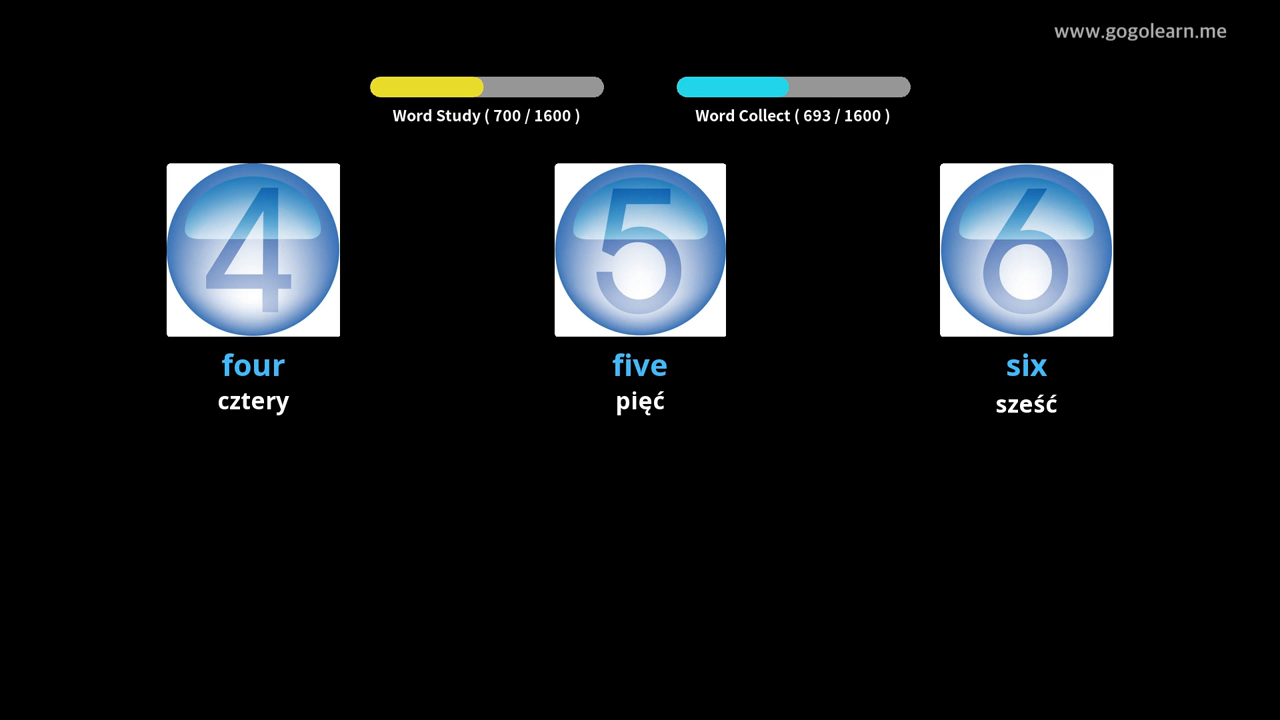 www.gogolearn.me
Word Study ( 700 / 1600 )
Word Collect ( 693 / 1600 )
4
5
6
four
five
six
cztery
pięć
sześć